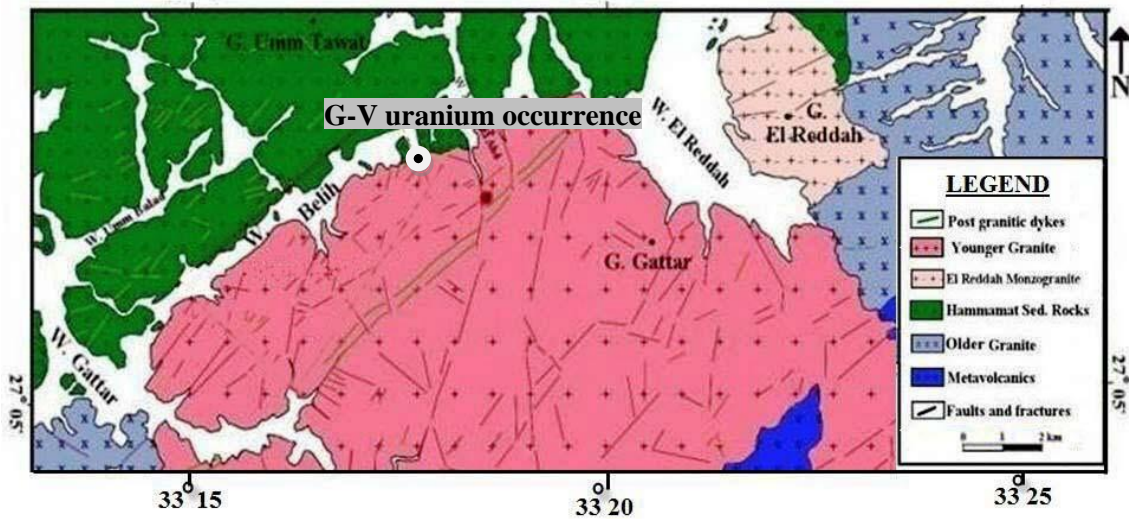 G. Umm Tawat
G-V uranium occurrence
W. El Reddah
G.
El Reddah
N
W. Belih
W. Umm Balad
G. Gattar
W. Gattar
27° 05'
27° 05'
LEGEND
Post granitic dykes
Younger Granite
El Reddah Monzogranite
Hammamat Sed. Rocks
Older Granite
Metavolcanics
Faults and fractures
0 1 2 km
33 15
33 20
33 25